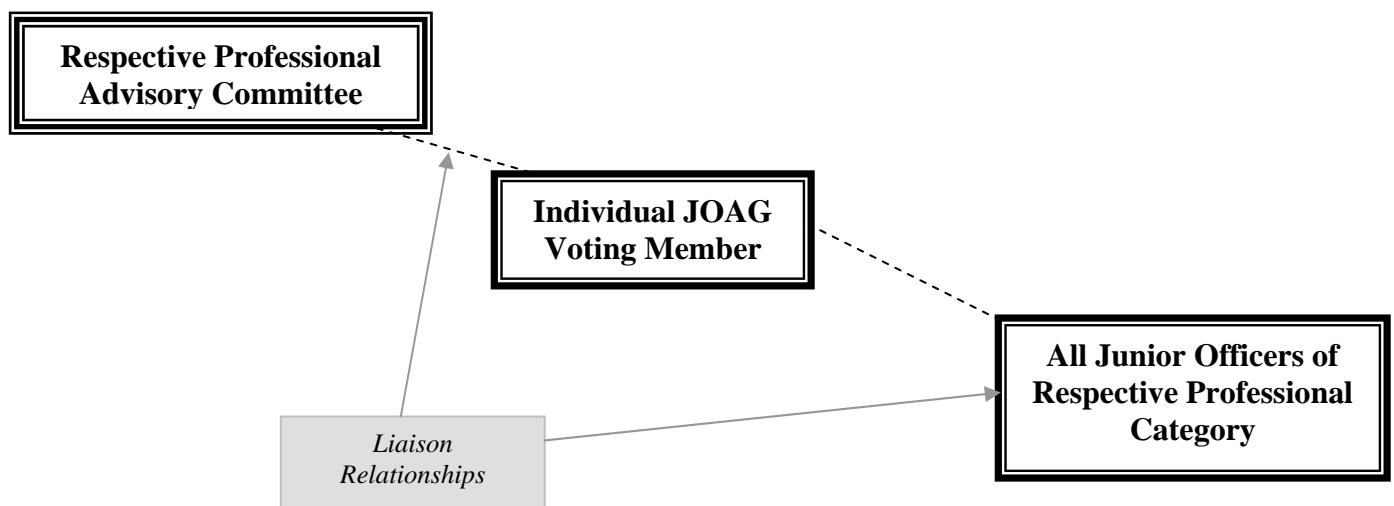 Respective Professional
Advisory Committee
Individual JOAG
Voting Member
All Junior Officers of
Respective Professional
Category
Liaison
Relationships